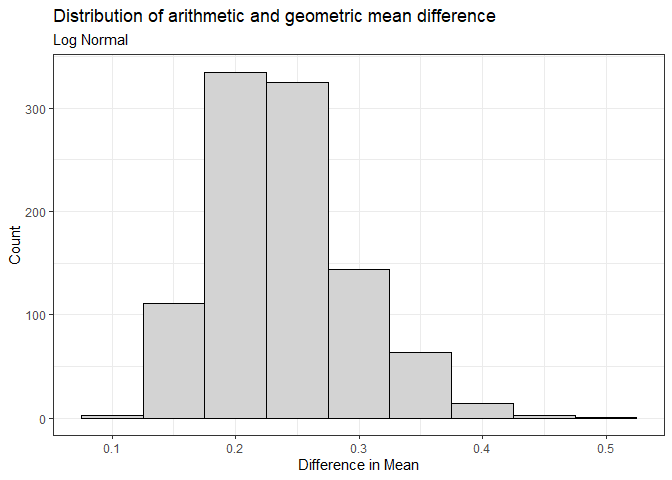 Distribution of arithmetic and geometric mean difference
Log Normal
Count
300
200
100
0
0.1 0.2 0.3 0.4 0.5
Difference in Mean